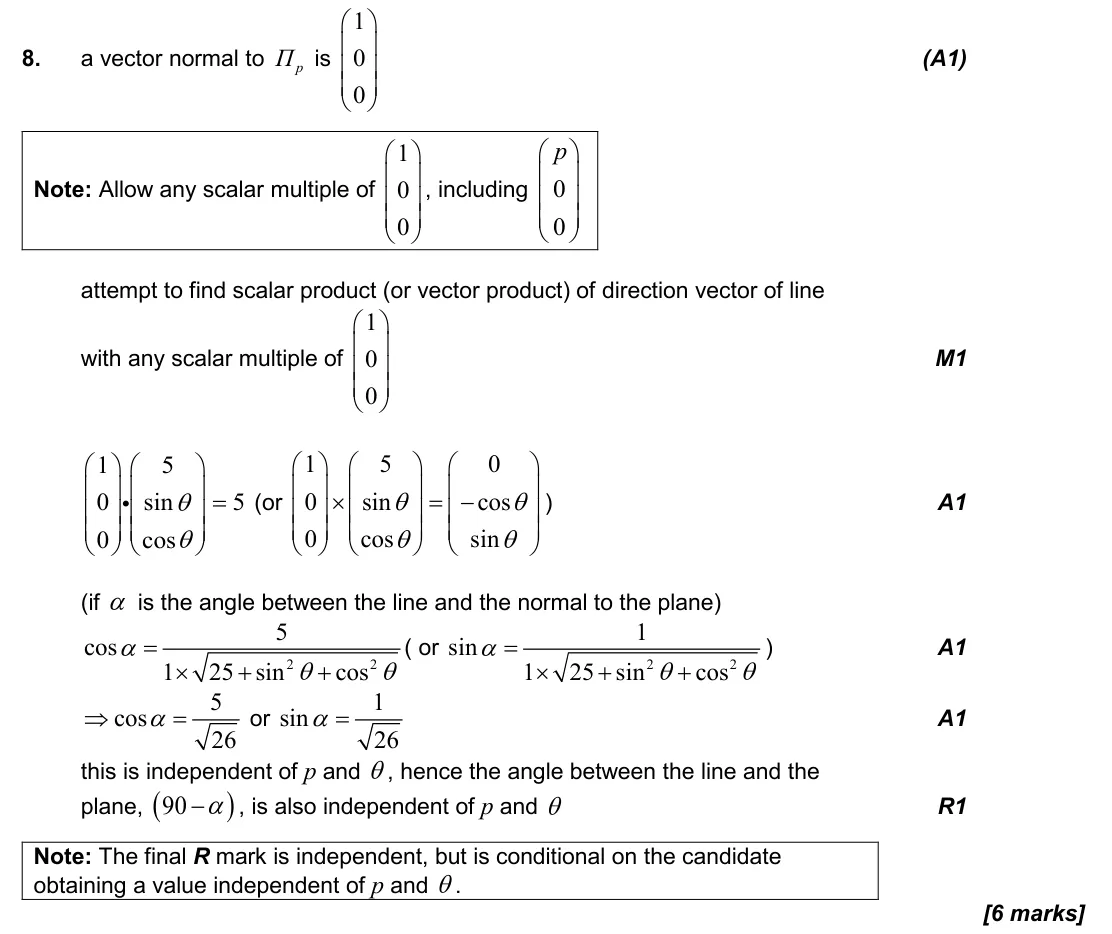 8. a vector normal to Π_p is (1 0 0) (A1)
Note: Allow any scalar multiple of (1 0 0), including (p 0 0)
attempt to find scalar product (or vector product) of direction vector of line
with any scalar multiple of (1 0 0) M1
(1 0 0) • (5 sin θ cos θ) = 5 (or (1 0 0) × (5 sin θ cos θ) = (0 −cos θ sin θ)) A1
(if α is the angle between the line and the normal to the plane)
cos α = 5 / (1×√(25 + sin² θ + cos² θ)) ( or sin α = 1 / (1×√(25 + sin² θ + cos² θ)) ) A1
⇒ cos α = 5/√26 or sin α = 1/√26 A1
this is independent of p and θ, hence the angle between the line and the
plane, (90 − α), is also independent of p and θ R1
Note: The final R mark is independent, but is conditional on the candidate
obtaining a value independent of p and θ.
[6 marks]